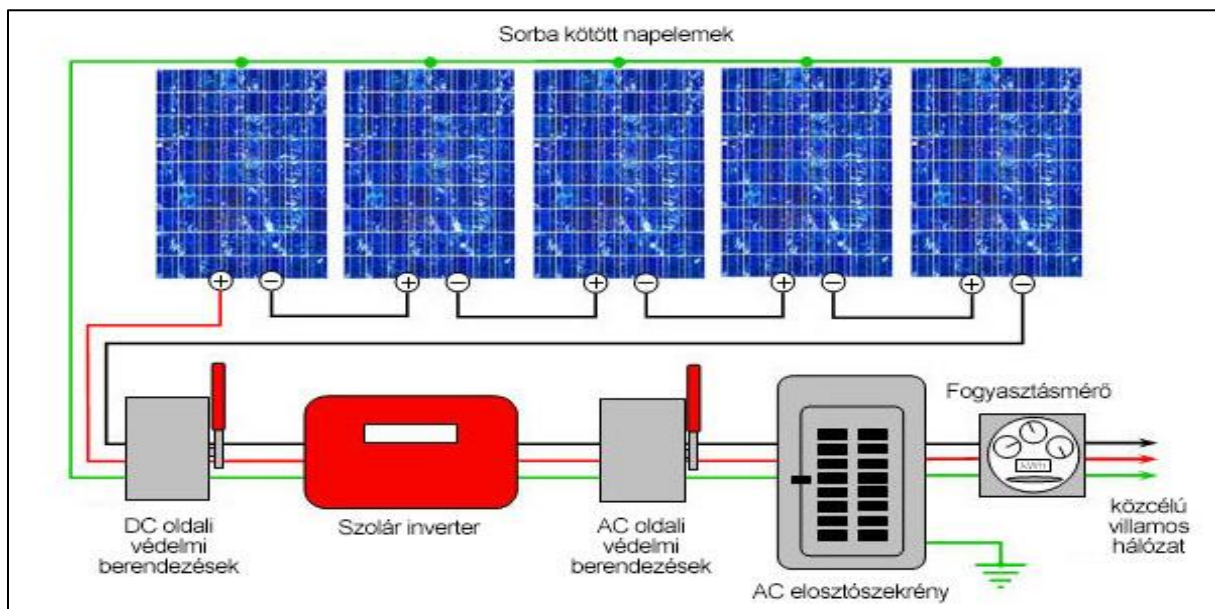 Sorba kötött napelemek
+ − + − + − + − + −
Fogyasztásmérő
kWh
DC oldali
védelmi
berendezések
Szolár inverter
AC oldali
védelmi
berendezések
AC elosztószekrény
közcélú
villamos
hálózat